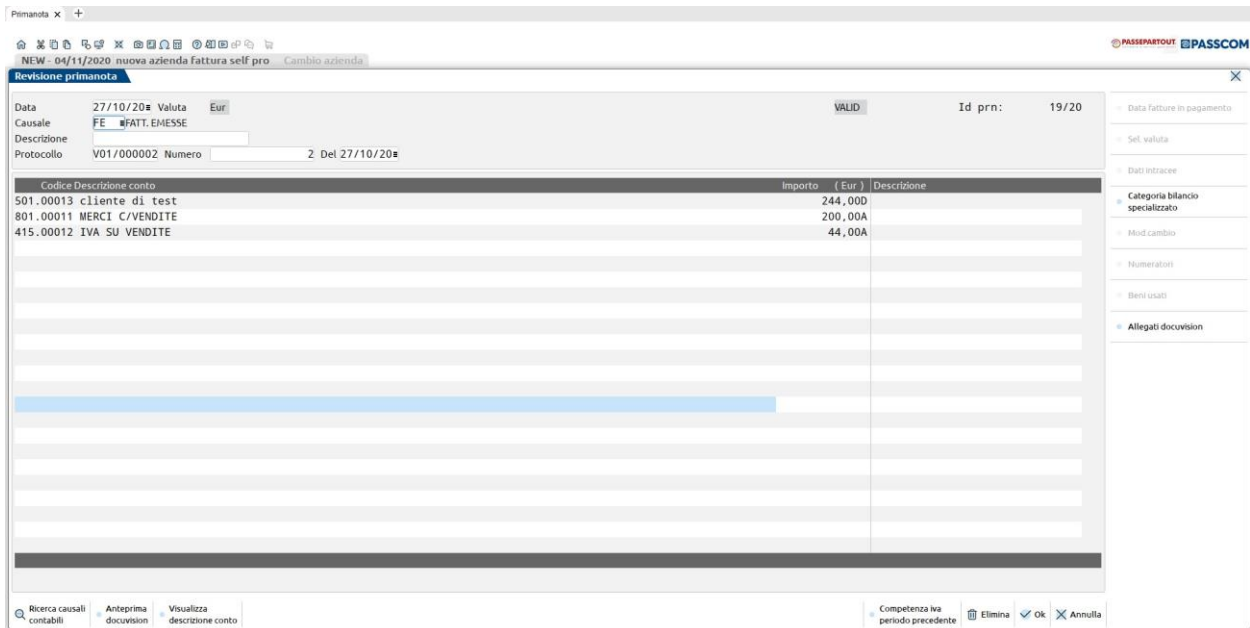 Primanota x +
PASSEPARTOUT PASSCOM
NEW - 04/11/2020 nuova azienda fattura self pro Cambio azienda
Revisione primanota
Data 27/10/20 Valuta Eur VALID Id prn: 19/20
Causale FE FATT. EMESSE
Descrizione
Protocollo V01/000002 Numero 2 Del 27/10/20
Codice Descrizione conto Importo (Eur) Descrizione
501.00013 cliente di test 244,00D
801.00011 MERCI C/VENDITE 200,00A
415.00012 IVA SU VENDITE 44,00A
Data fatture in pagamento
Sel. valuta
Dati intracee
Categoria bilancio
specializzato
Mod.cambio
Numeratori
Beni usati
Allegati docuvision
Ricerca causali
contabili
Anteprima
docuvision
Visualizza
descrizione conto
Competenza iva
periodo precedente
Elimina
Ok
Annulla